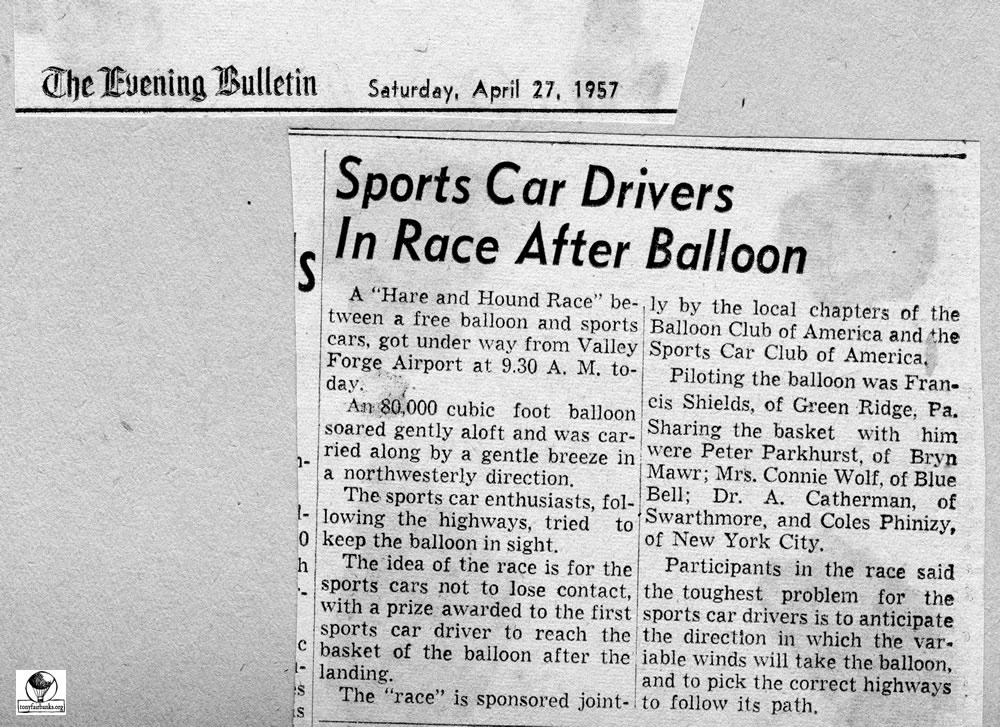 The Evening Bulletin Saturday, April 27, 1957
Sports Car Drivers
In Race After Balloon
A "Hare and Hound Race" be-
tween a free balloon and sports
cars, got under way from Valley
Forge Airport at 9.30 A. M. to-
day.
An 80,000 cubic foot balloon
soared gently aloft and was car-
ried along by a gentle breeze in
a northwesterly direction.
The sports car enthusiasts, fol-
lowing the highways, tried to
keep the balloon in sight.
The idea of the race is for the
sports cars not to lose contact,
with a prize awarded to the first
sports car driver to reach the
basket of the balloon after the
landing.
The "race" is sponsored joint-
ly by the local chapters of the
Balloon Club of America and the
Sports Car Club of America.
Piloting the balloon was Fran-
cis Shields, of Green Ridge, Pa.
Sharing the basket with him
were Peter Parkhurst, of Bryn
Mawr; Mrs. Connie Wolf, of Blue
Bell; Dr. A. Catherman, of
Swarthmore, and Coles Phinizy,
of New York City.
Participants in the race said
the toughest problem for the
sports car drivers is to anticipate
the direction in which the var-
iable winds will take the balloon,
and to pick the correct highways
to follow its path.
S
n-
l-
0
h
-
c
l-
s
s
tonyfairbanks.org